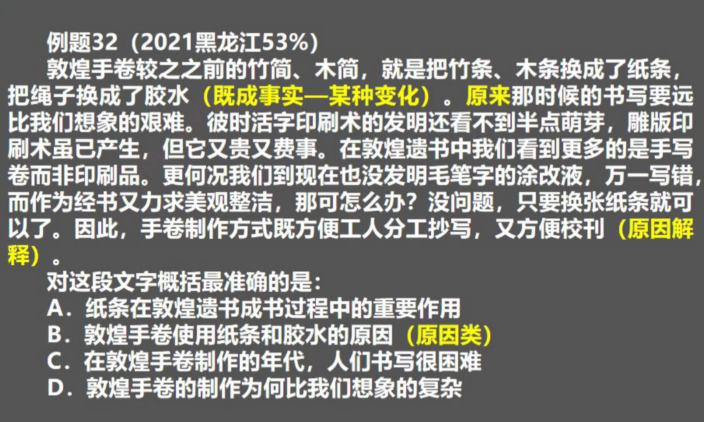 例题32（2021黑龙江53%）
敦煌手卷较之之前的竹简、木简，就是把竹条、木条换成了纸条，
把绳子换成了胶水（既成事实—某种变化）。原来那时候的书写要远
比我们想象的艰难。彼时活字印刷术的发明还看不到半点萌芽，雕版印
刷术虽已产生，但它又贵又费事。在敦煌遗书中我们看到更多的是手写
卷而非印刷品。更何况我们到现在也没发明毛笔字的涂改液，万一写错，
而作为经书又力求美观整洁，那可怎么办？没问题，只要换张纸条就可
以了。因此，手卷制作方式既方便工人分工抄写，又方便校刊（原因解
释）。
对这段文字概括最准确的是：
A．纸条在敦煌遗书成书过程中的重要作用
B．敦煌手卷使用纸条和胶水的原因（原因类）
C．在敦煌手卷制作的年代，人们书写很困难
D．敦煌手卷的制作为何比我们想象的复杂